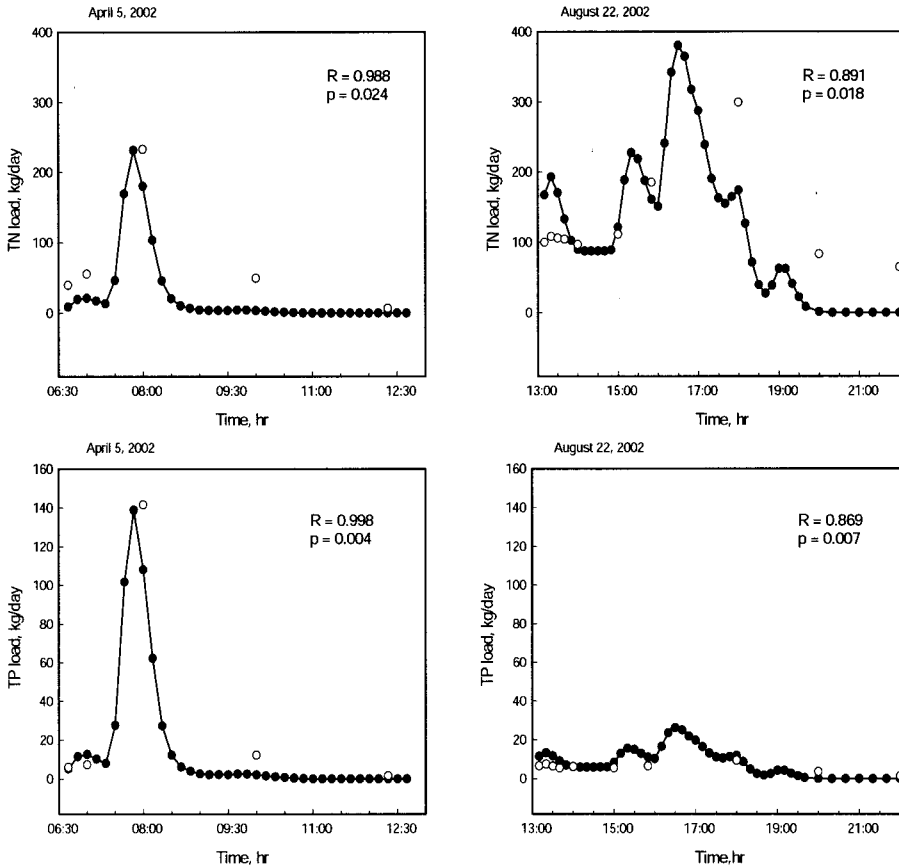 April 5, 2002
400
300
200
100
0
TN load, kg/day
R = 0.988
p = 0.024
06:30 08:00 09:30 11:00 12:30
Time, hr
August 22, 2002
400
300
200
100
0
TN load, kg/day
R = 0.891
p = 0.018
13:00 15:00 17:00 19:00 21:00
Time, hr
April 5, 2002
160
140
120
100
80
60
40
20
0
TP load, kg/day
R = 0.998
p = 0.004
06:30 08:00 09:30 11:00 12:30
Time, hr
August 22, 2002
160
140
120
100
80
60
40
20
0
TP load, kg/day
R = 0.869
p = 0.007
13:00 15:00 17:00 19:00 21:00
Time,hr